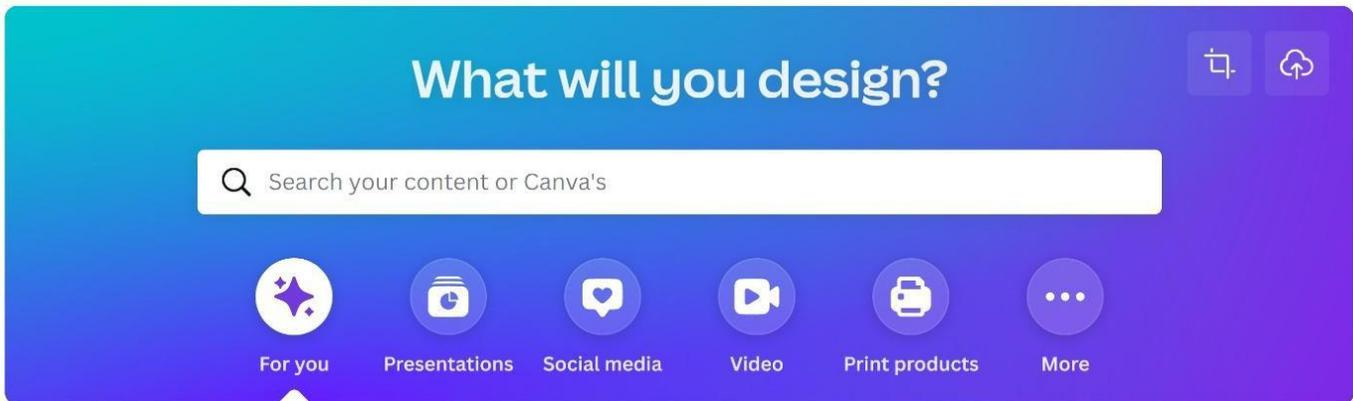 What will you design?
Search your content or Canva's
For you Presentations Social media Video Print products More